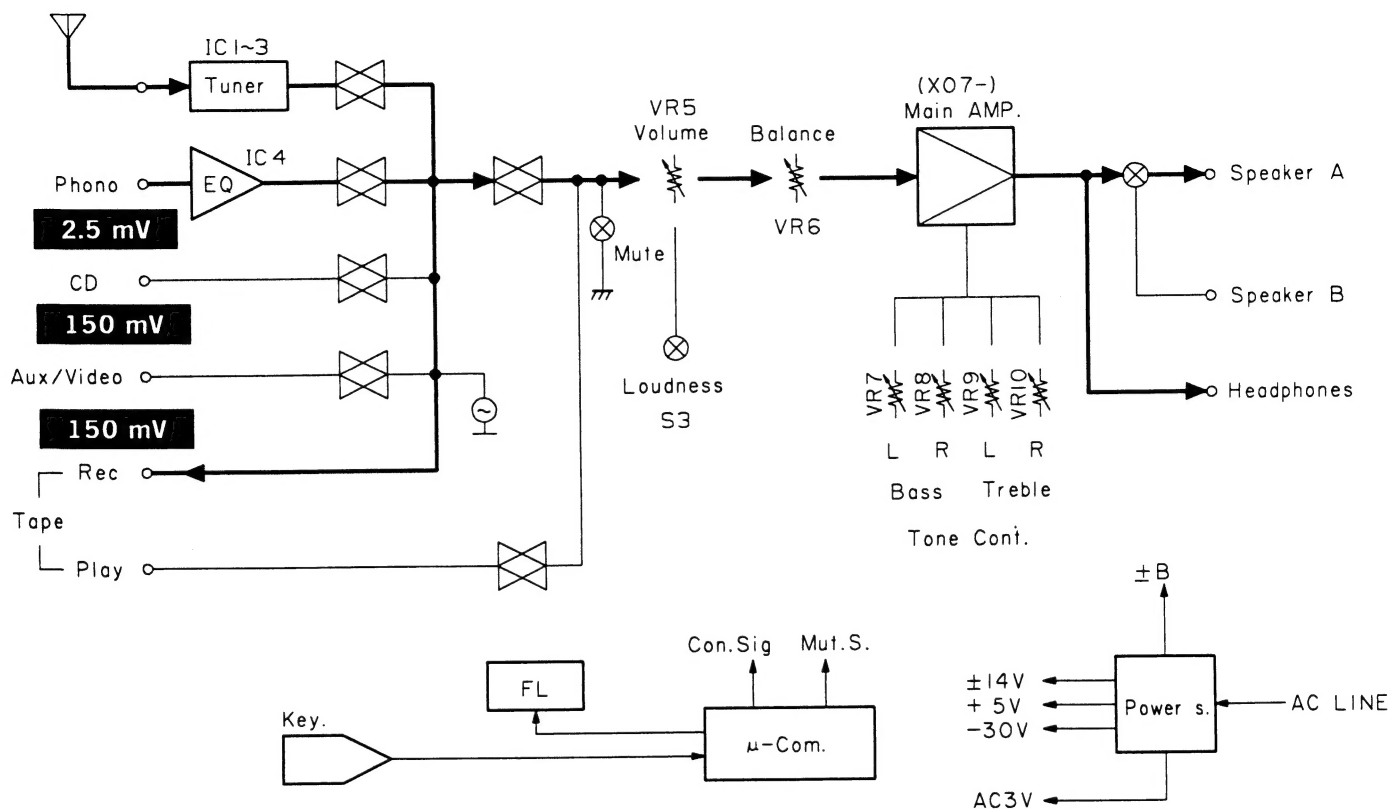 IC1~3
Tuner
(X07-)
Main AMP.
VR5
Volume
Balance
IC4
EQ
Phono
2.5 mV
VR6
Speaker A
Mute
CD
150 mV
Speaker B
Aux/Video
150 mV
Loudness
S3
VR7
VR8
VR9
VR10
Headphones
L R L R
Bass Treble
Tone Cont.
Rec
Tape
Play
±B
Con.Sig Mut.S.
FL
Key.
μ-Com.
±14V
+ 5V
-30V
Power s.
AC LINE
AC3V
~